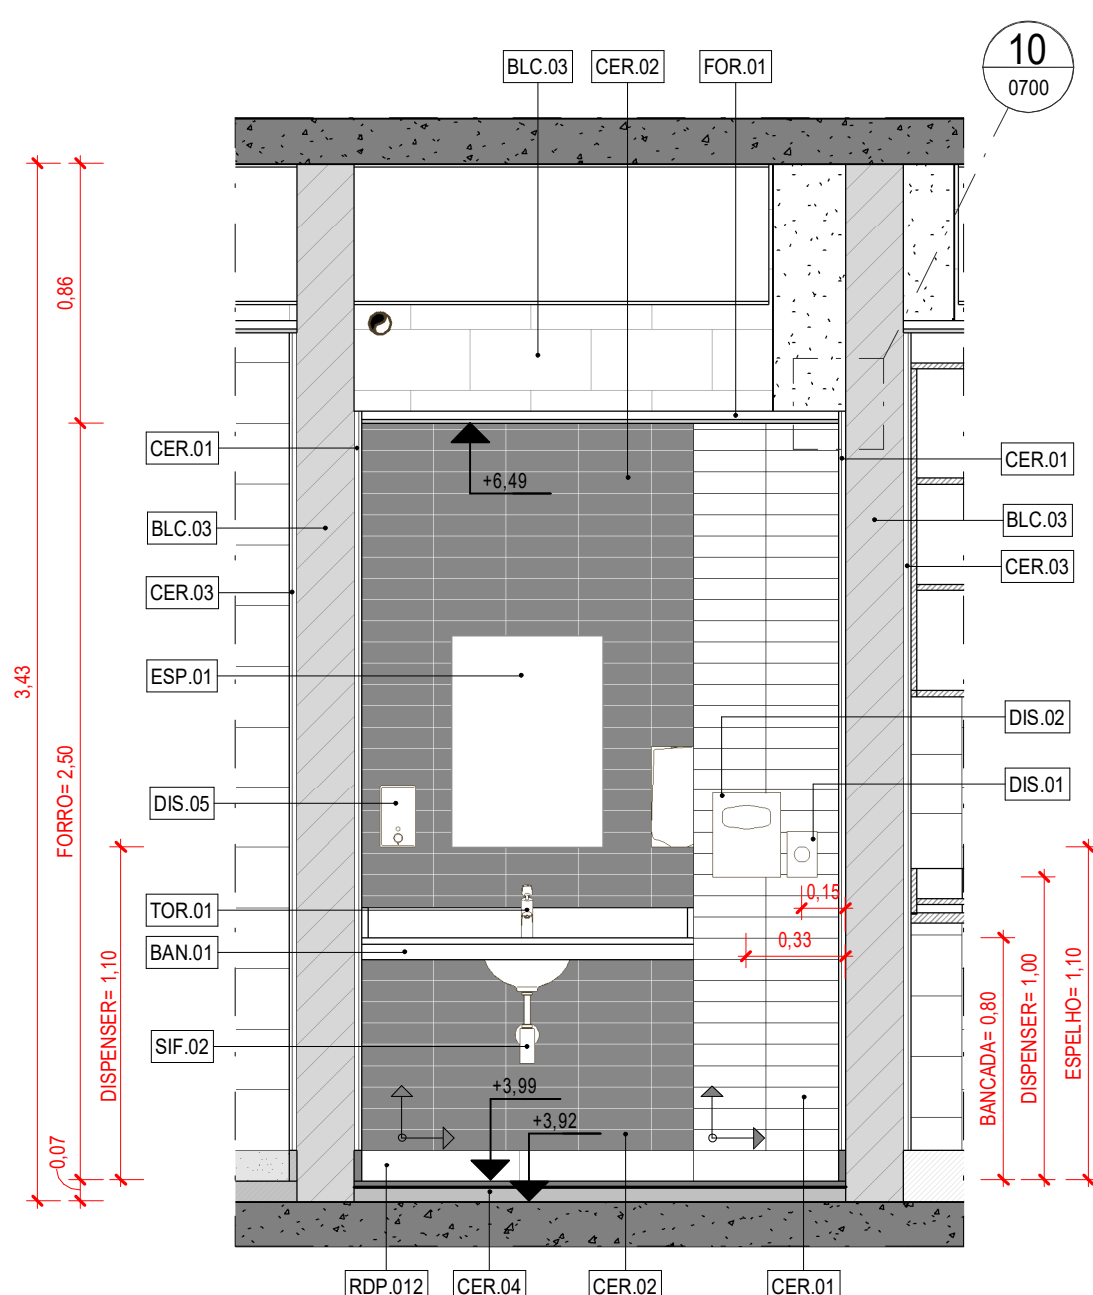 10
0700
BLC.03
CER.02
FOR.01
0,86
3,43
FORRO= 2,50
CER.01
+6,49
CER.01
BLC.03
BLC.03
CER.03
CER.03
ESP.01
DIS.02
DIS.05
DIS.01
TOR.01
0,15
BAN.01
0,33
DISPENSER= 1,10
BANCADA= 0,80
DISPENSER= 1,00
ESPELHO= 1,10
SIF.02
+3,99
+3,92
0,07
RDP.012
CER.04
CER.02
CER.01